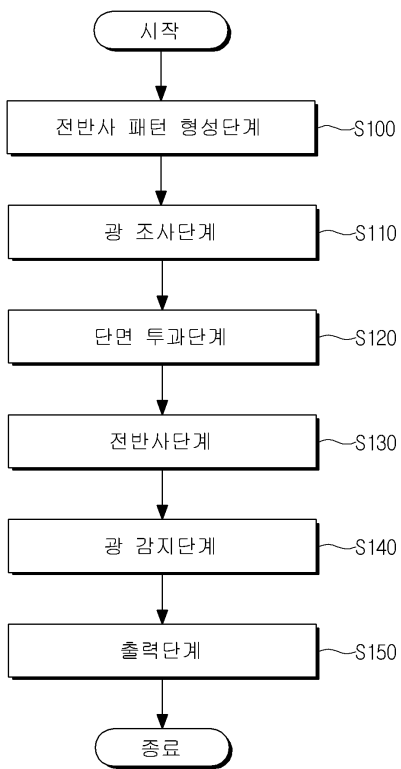 시작
전반사 패턴 형성단계 S100
광 조사단계 S110
단면 투과단계 S120
전반사단계 S130
광 감지단계 S140
출력단계 S150
종료